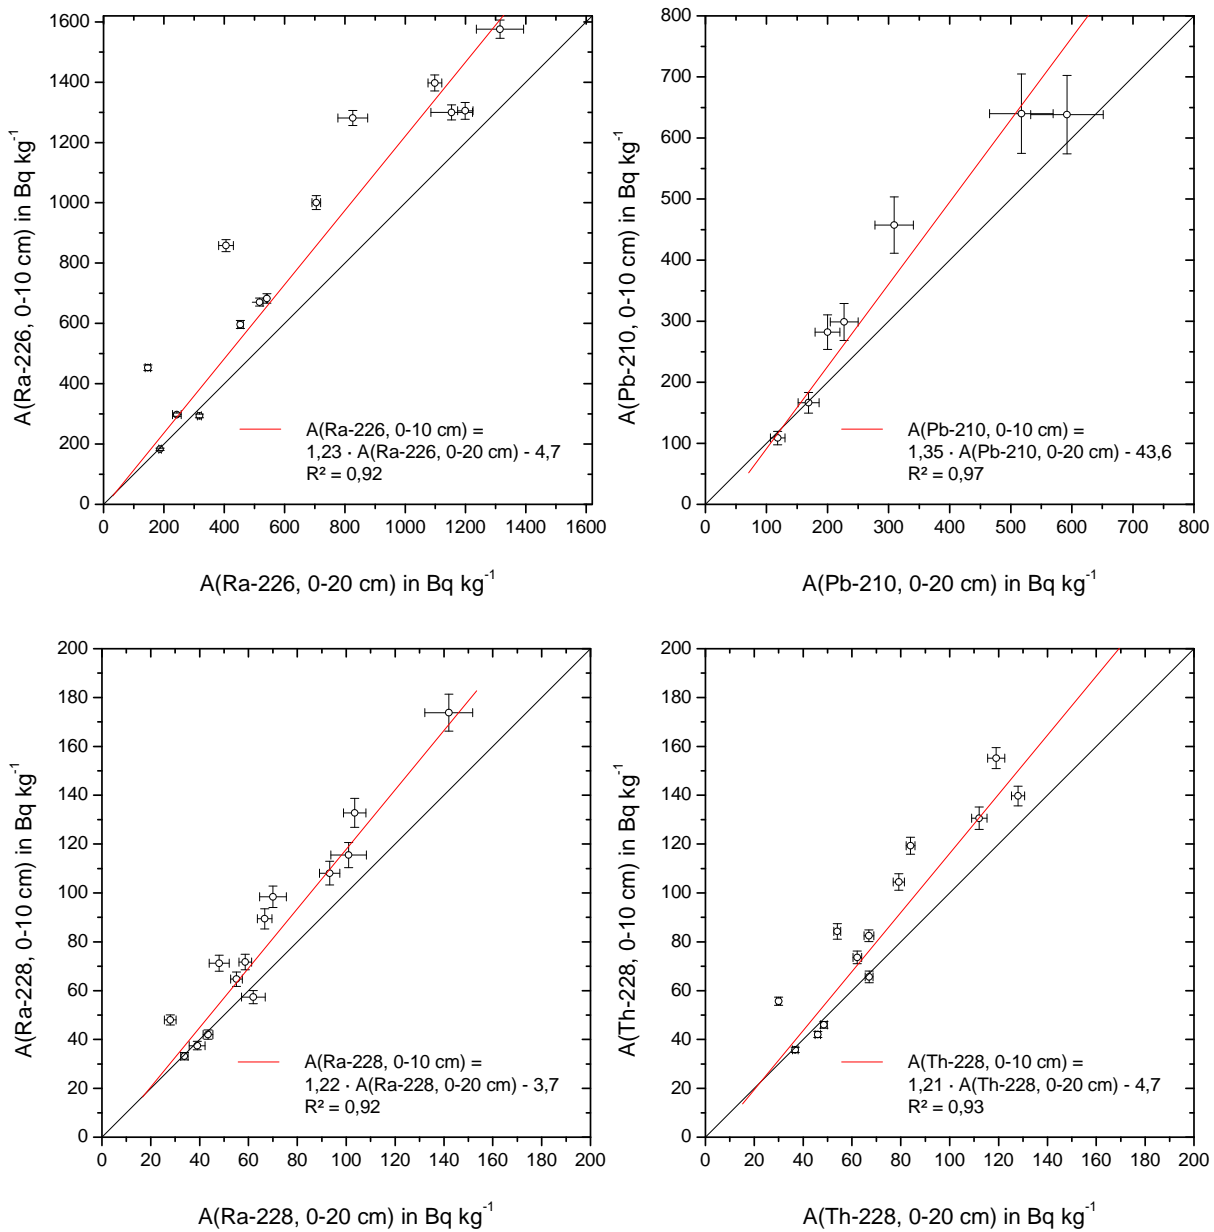 1600
1400
1200
1000
800
600
400
200
0
A(Ra-226, 0-10 cm) in Bq kg⁻¹
A(Ra-226, 0-10 cm) =
1,23 · A(Ra-226, 0-20 cm) - 4,7
R² = 0,92
0 200 400 600 800 1000 1200 1400 1600
A(Ra-226, 0-20 cm) in Bq kg⁻¹
800
700
600
500
400
300
200
100
0
A(Pb-210, 0-10 cm) in Bq kg⁻¹
A(Pb-210, 0-10 cm) =
1,35 · A(Pb-210, 0-20 cm) - 43,6
R² = 0,97
0 100 200 300 400 500 600 700 800
A(Pb-210, 0-20 cm) in Bq kg⁻¹
200
180
160
140
120
100
80
60
40
20
0
A(Ra-228, 0-10 cm) in Bq kg⁻¹
A(Ra-228, 0-10 cm) =
1,22 · A(Ra-228, 0-20 cm) - 3,7
R² = 0,92
0 20 40 60 80 100 120 140 160 180 200
A(Ra-228, 0-20 cm) in Bq kg⁻¹
200
180
160
140
120
100
80
60
40
20
0
A(Th-228, 0-10 cm) in Bq kg⁻¹
A(Th-228, 0-10 cm) =
1,21 · A(Th-228, 0-20 cm) - 4,7
R² = 0,93
0 20 40 60 80 100 120 140 160 180 200
A(Th-228, 0-20 cm) in Bq kg⁻¹